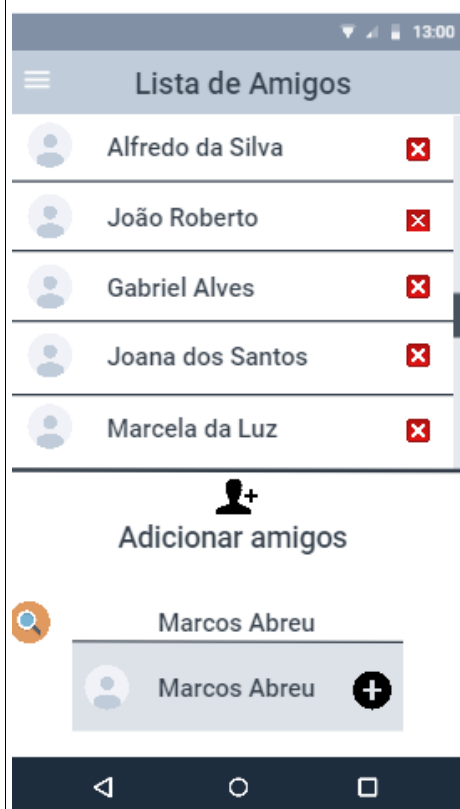 13:00
Lista de Amigos
Alfredo da Silva
João Roberto
Gabriel Alves
Joana dos Santos
Marcela da Luz
Adicionar amigos
Marcos Abreu
Marcos Abreu